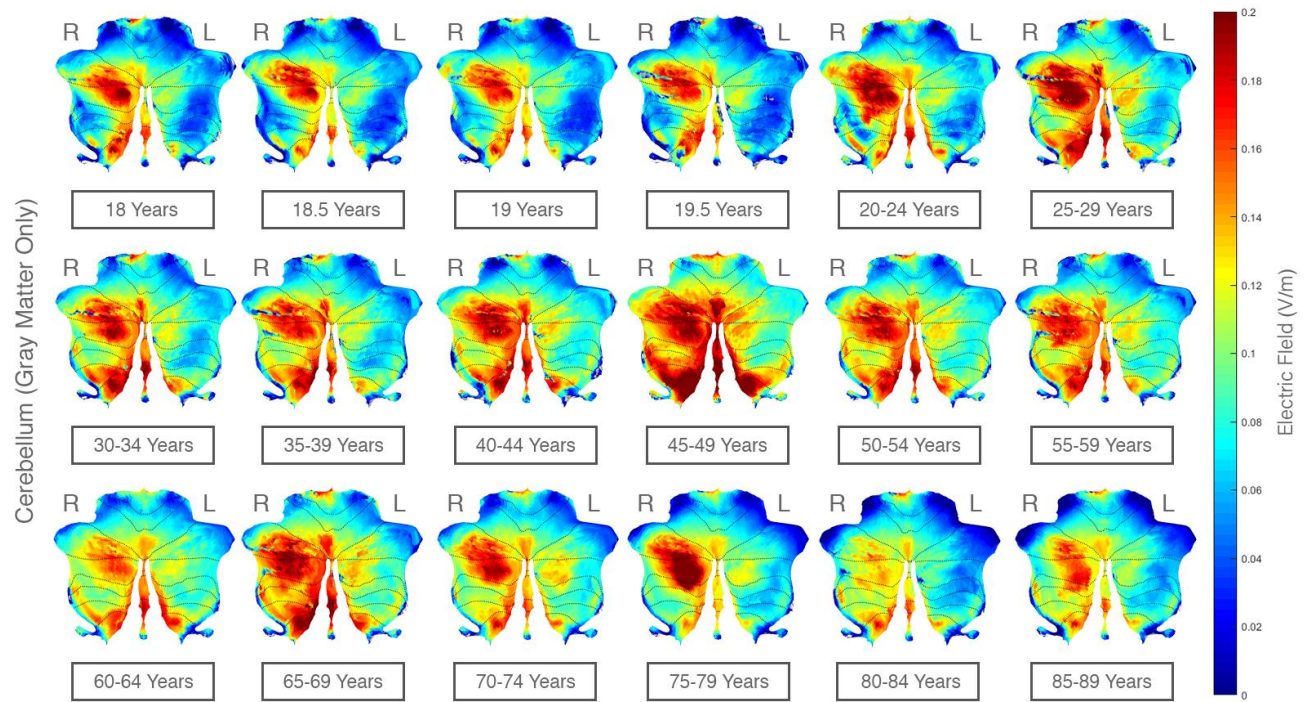 R L R L R L R L R L R L
18 Years 18.5 Years 19 Years 19.5 Years 20-24 Years 25-29 Years
R L R L R L R L R L R L
30-34 Years 35-39 Years 40-44 Years 45-49 Years 50-54 Years 55-59 Years
R L R L R L R L R L R L
60-64 Years 65-69 Years 70-74 Years 75-79 Years 80-84 Years 85-89 Years
Cerebellum (Gray Matter Only)
0.2
0.18
0.16
0.14
0.12
0.1
0.08
0.06
0.04
0.02
0
Electric Field (V/m)